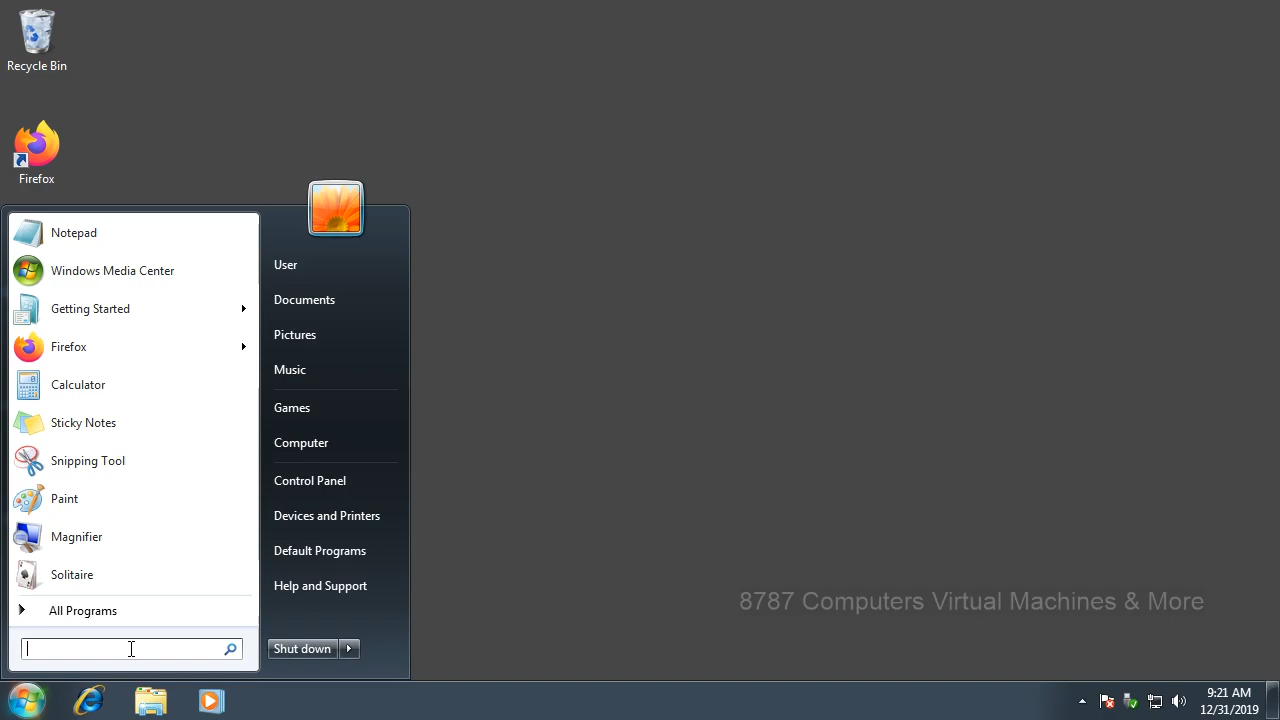 Recycle Bin
Firefox
Notepad
Windows Media Center
Getting Started
Firefox
Calculator
Sticky Notes
Snipping Tool
Paint
Magnifier
Solitaire
All Programs
User
Documents
Pictures
Music
Games
Computer
Control Panel
Devices and Printers
Default Programs
Help and Support
Shut down
8787 Computers Virtual Machines & More
9:21 AM
12/31/2019